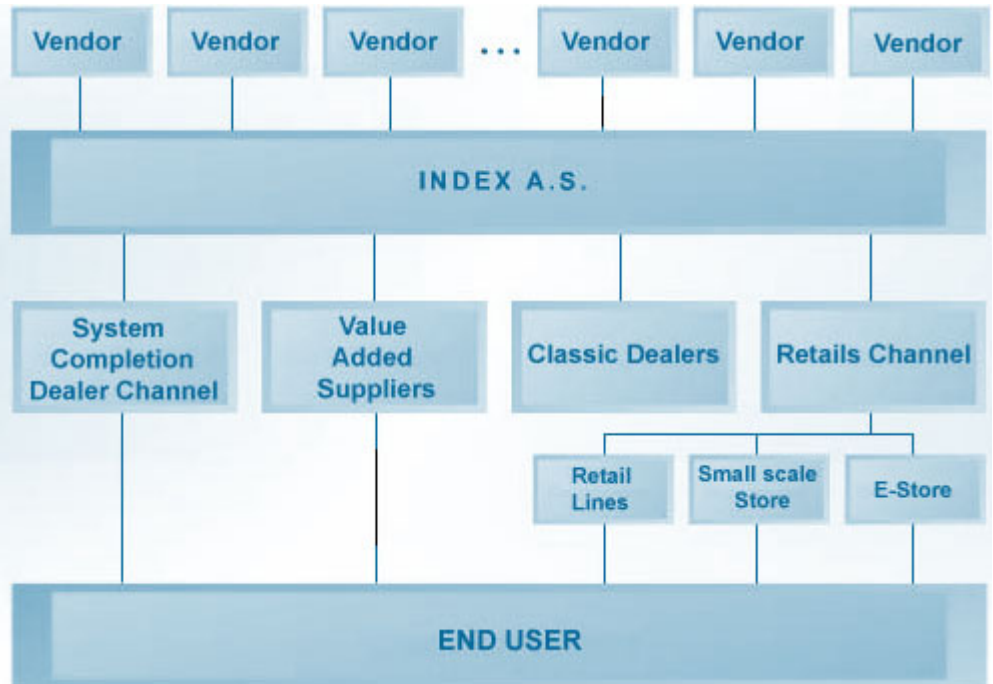 Vendor
Vendor
Vendor
...
Vendor
Vendor
Vendor
INDEX A.S.
System
Completion
Dealer Channel
Value
Added
Suppliers
Classic Dealers
Retails Channel
Retail
Lines
Small scale
Store
E-Store
END USER